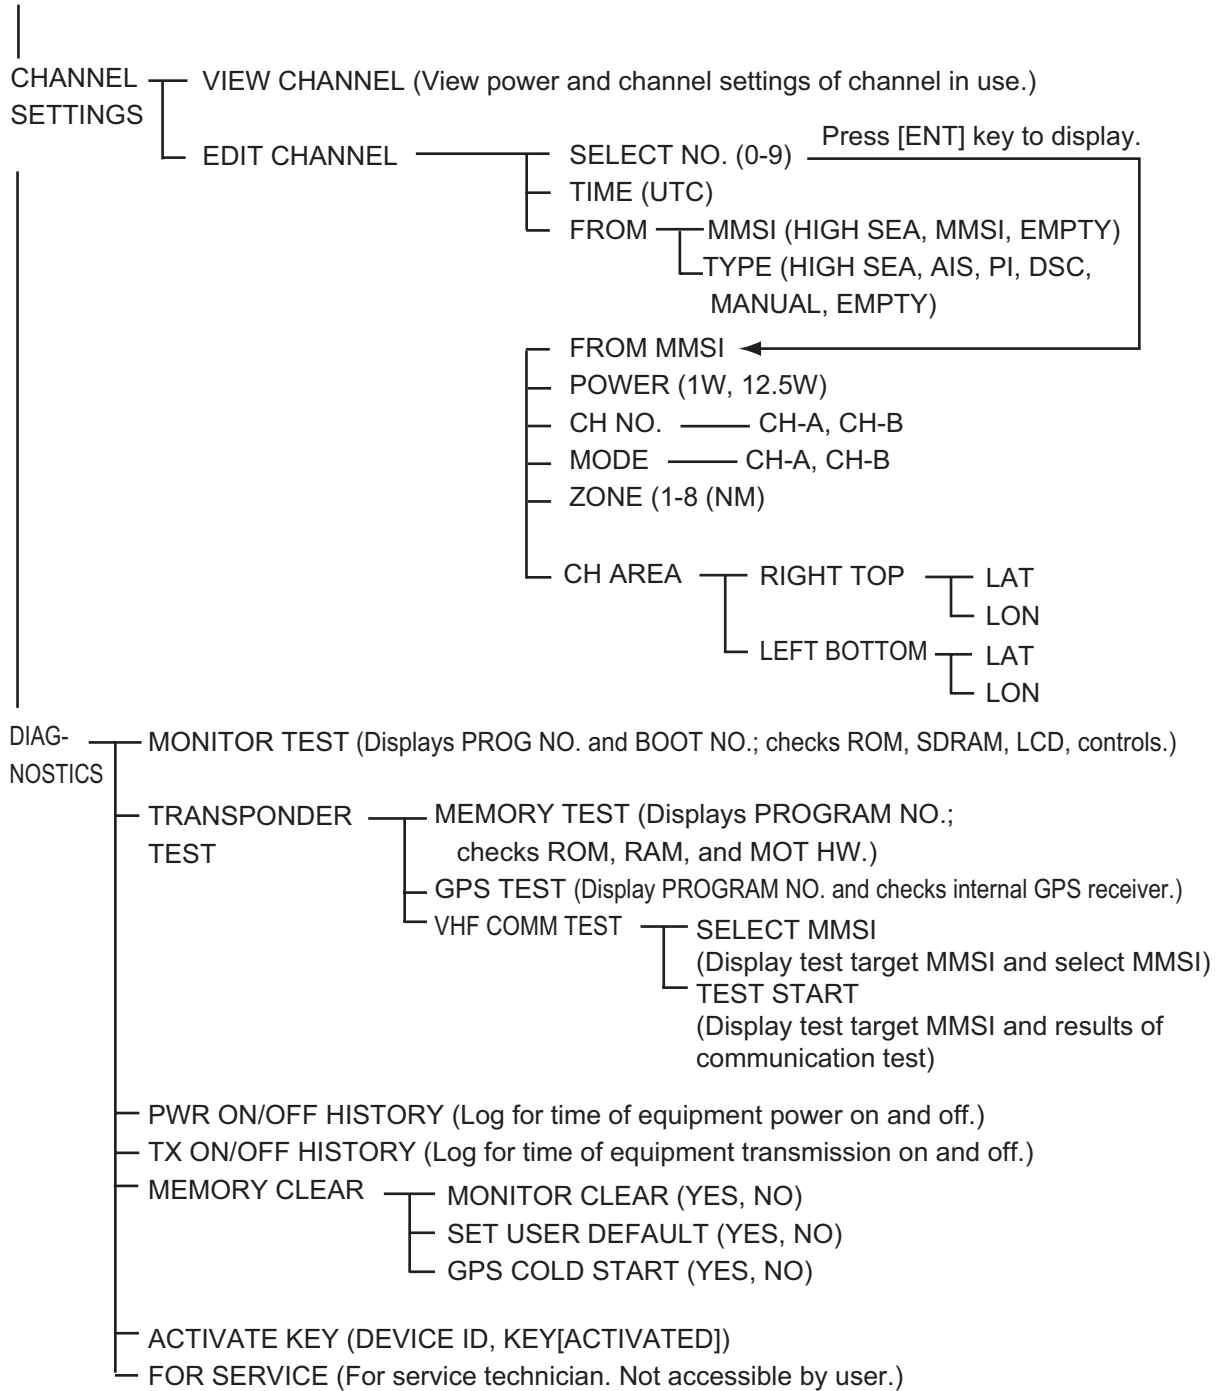 CHANNEL SETTINGS
VIEW CHANNEL (View power and channel settings of channel in use.)
EDIT CHANNEL
SELECT NO. (0-9)
Press [ENT] key to display.
TIME (UTC)
FROM
MMSI (HIGH SEA, MMSI, EMPTY)
TYPE (HIGH SEA, AIS, PI, DSC,
MANUAL, EMPTY)
FROM MMSI
POWER (1W, 12.5W)
CH NO.
CH-A, CH-B
MODE
CH-A, CH-B
ZONE (1-8 (NM)
CH AREA
RIGHT TOP
LAT
LON
LEFT BOTTOM
LAT
LON
DIAG-
NOSTICS
MONITOR TEST (Displays PROG NO. and BOOT NO.; checks ROM, SDRAM, LCD, controls.)
TRANSPONDER
TEST
MEMORY TEST (Displays PROGRAM NO.;
checks ROM, RAM, and MOT HW.)
GPS TEST (Display PROGRAM NO. and checks internal GPS receiver.)
VHF COMM TEST
SELECT MMSI
(Display test target MMSI and select MMSI)
TEST START
(Display test target MMSI and results of
communication test)
PWR ON/OFF HISTORY (Log for time of equipment power on and off.)
TX ON/OFF HISTORY (Log for time of equipment transmission on and off.)
MEMORY CLEAR
MONITOR CLEAR (YES, NO)
SET USER DEFAULT (YES, NO)
GPS COLD START (YES, NO)
ACTIVATE KEY (DEVICE ID, KEY[ACTIVATED])
FOR SERVICE (For service technician. Not accessible by user.)